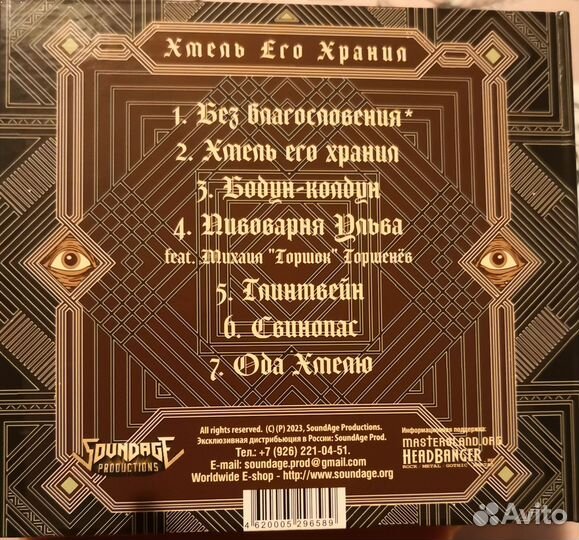 Хмель Его Хранил
1. Без благословения*
2. Хмель его хранил
3. Бодун-колдун
4. Пивоварня Ульва
feat. Михаил "Горшок" Горшенёв
5. Глинтвейн
6. Свинопас
7. Ода Хмелю
SOUNDAGE
PRODUCTIONS
All rights reserved. (C) (P) 2023, SoundAge Productions.
Эксклюзивная дистрибьюция в России: SoundAge Prod.
Тел.: +7 (926) 221-04-51.
E-mail: soundage.prod@gmail.com
Worldwide E-shop - http://www.soundage.org
Информационная поддержка:
MASTERSLAND.ORG
HEADBANGER
ROCK · METAL · GOTHIC
4 620005 296589
Avito